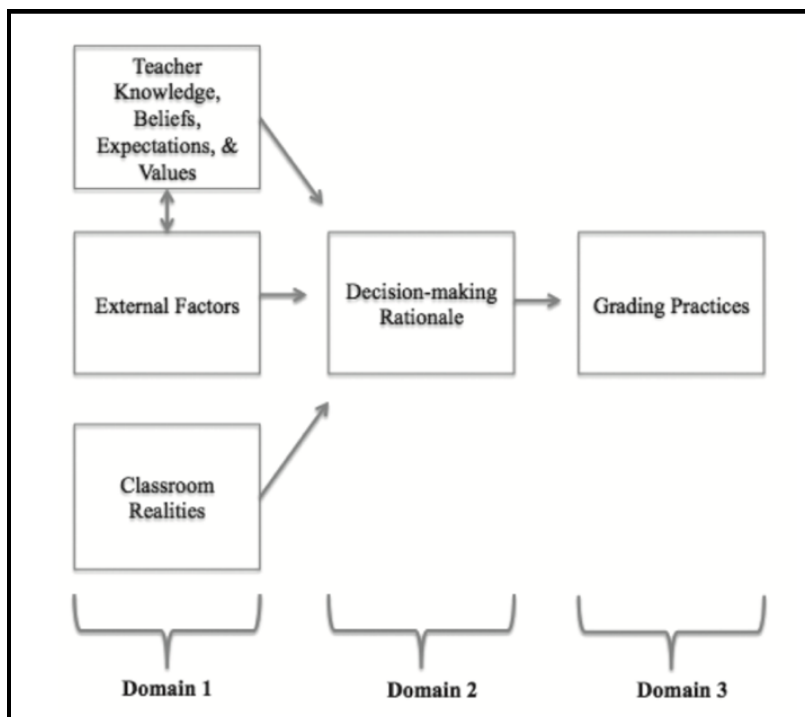 Teacher
Knowledge,
Beliefs,
Expectations, &
Values
External Factors
Decision-making
Rationale
Grading Practices
Classroom
Realities
Domain 1
Domain 2
Domain 3